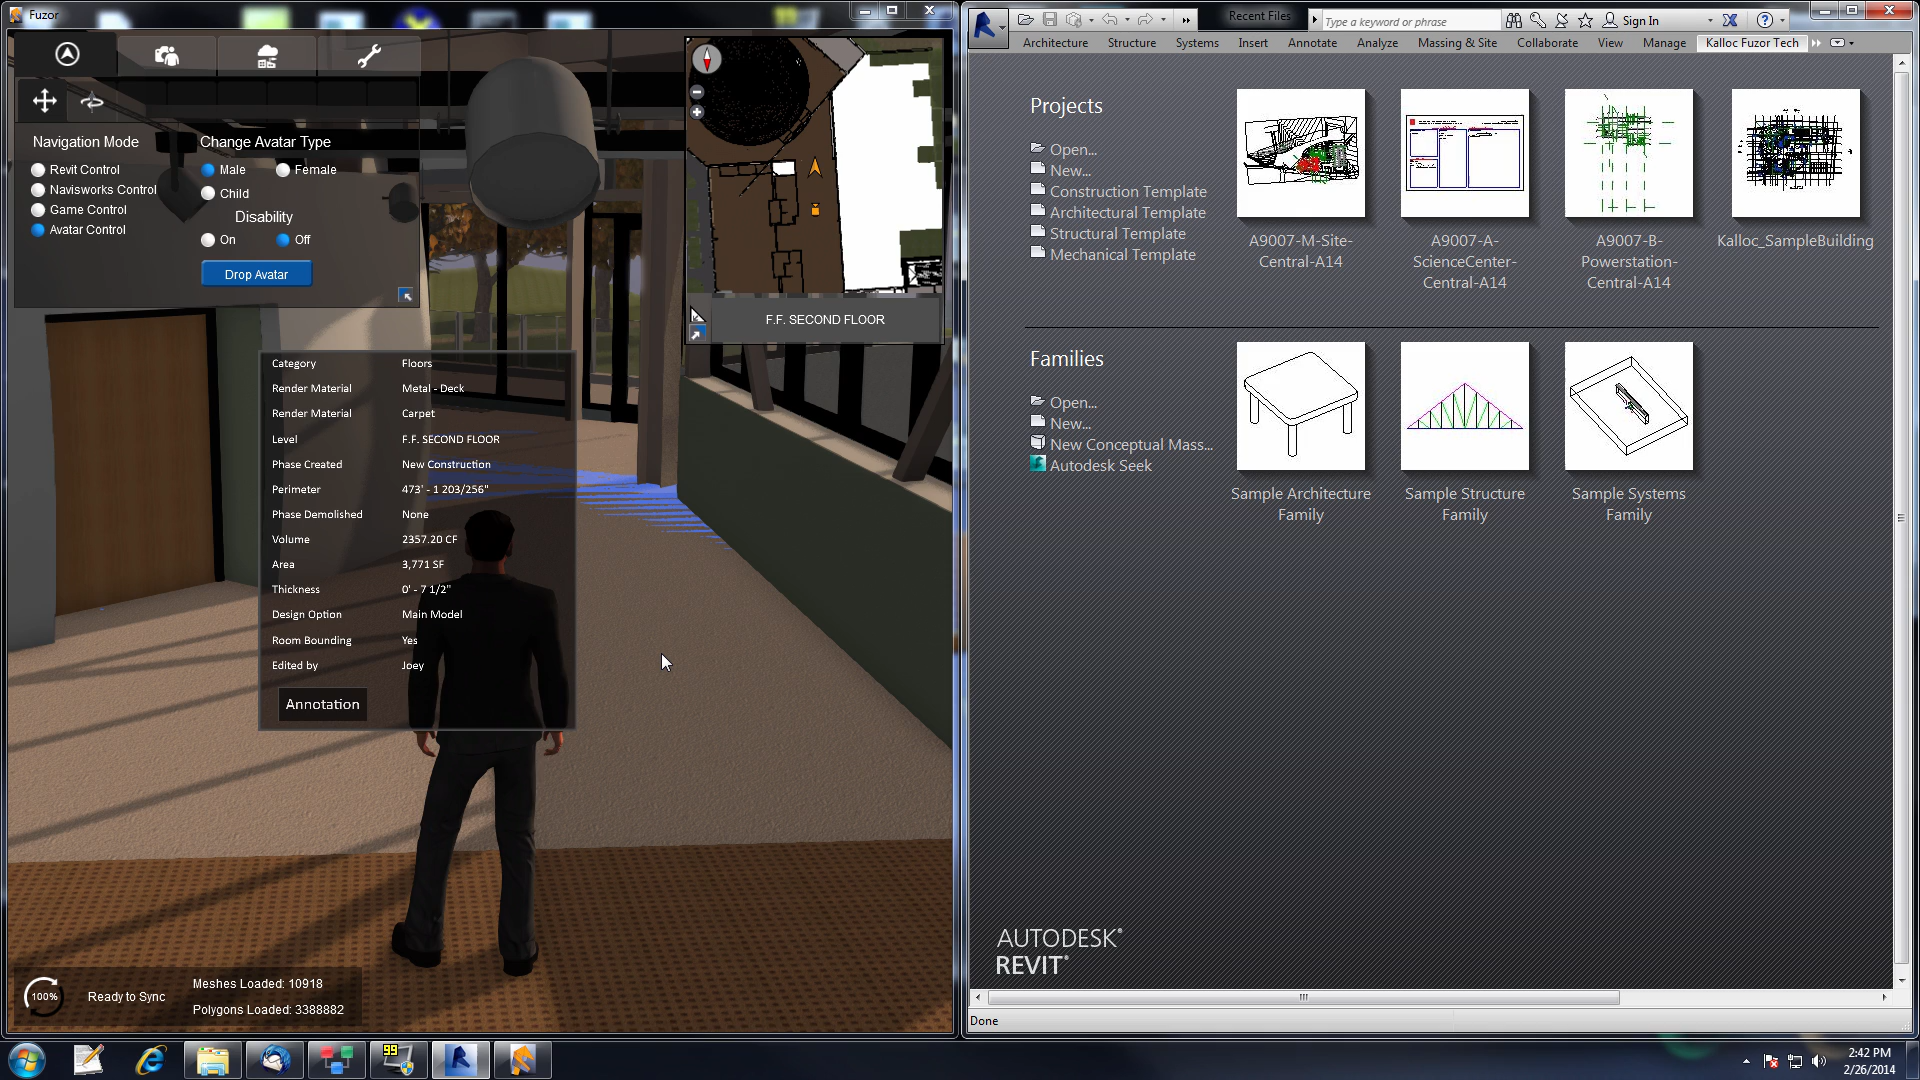 Fuzor
Navigation Mode
Revit Control
Navisworks Control
Game Control
Avatar Control
Change Avatar Type
Male
Female
Child
Disability
On
Off
Drop Avatar
F.F. SECOND FLOOR
Category Floors
Render Material Metal - Deck
Render Material Carpet
Level F.F. SECOND FLOOR
Phase Created New Construction
Perimeter 473' - 1 203/256"
Phase Demolished None
Volume 2357.20 CF
Area 3,771 SF
Thickness 0' - 7 1/2"
Design Option Main Model
Room Bounding Yes
Edited by Joey
Annotation
100%
Ready to Sync
Meshes Loaded: 10918
Polygons Loaded: 3388882
Recent Files
Type a keyword or phrase
Sign In
Architecture Structure Systems Insert Annotate Analyze Massing & Site Collaborate View Manage Kalloc Fuzor Tech
Projects
Open...
New...
Construction Template
Architectural Template
Structural Template
Mechanical Template
A9007-M-Site-
Central-A14
A9007-A-
ScienceCenter-
Central-A14
A9007-B-
Powerstation-
Central-A14
Kalloc_SampleBuilding
Families
Open...
New...
New Conceptual Mass...
Autodesk Seek
Sample Architecture
Family
Sample Structure
Family
Sample Systems
Family
AUTODESK®
REVIT®
Done
99
2:42 PM
2/26/2014